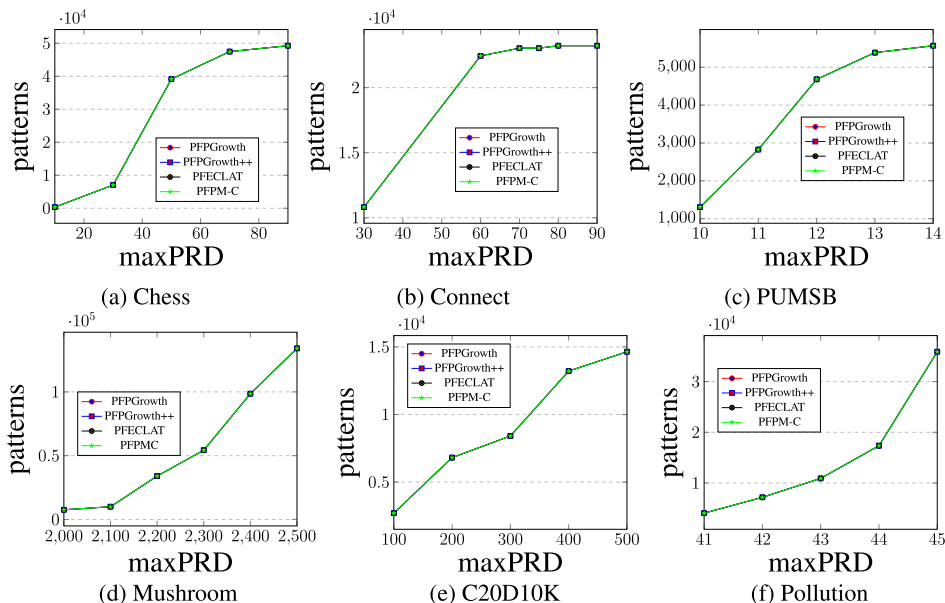 ·10^4
5
4
3
2
1
0
patterns
PFPGrowth
PFPGrowth++
PFECLAT
PFPM-C
20 40 60 80
maxPRD
(a) Chess
·10^4
2
1.5
1
patterns
PFPGrowth
PFPGrowth++
PFECLAT
PFPM-C
30 40 50 60 70 80 90
maxPRD
(b) Connect
5,000
4,000
3,000
2,000
1,000
patterns
PFPGrowth
PFPGrowth++
PFECLAT
PFPM-C
10 11 12 13 14
maxPRD
(c) PUMSB
·10^5
1
0.5
0
patterns
PFPGrowth
PFPGrowth++
PFECLAT
PFPMC
2,000 2,100 2,200 2,300 2,400 2,500
maxPRD
(d) Mushroom
·10^4
1.5
1
0.5
patterns
PFPGrowth
PFPGrowth++
PFECLAT
PFPM-C
100 200 300 400 500
maxPRD
(e) C20D10K
·10^4
3
2
1
patterns
PFPGrowth
PFPGrowth++
PFECLAT
PFPM-C
41 42 43 44 45
maxPRD
(f) Pollution